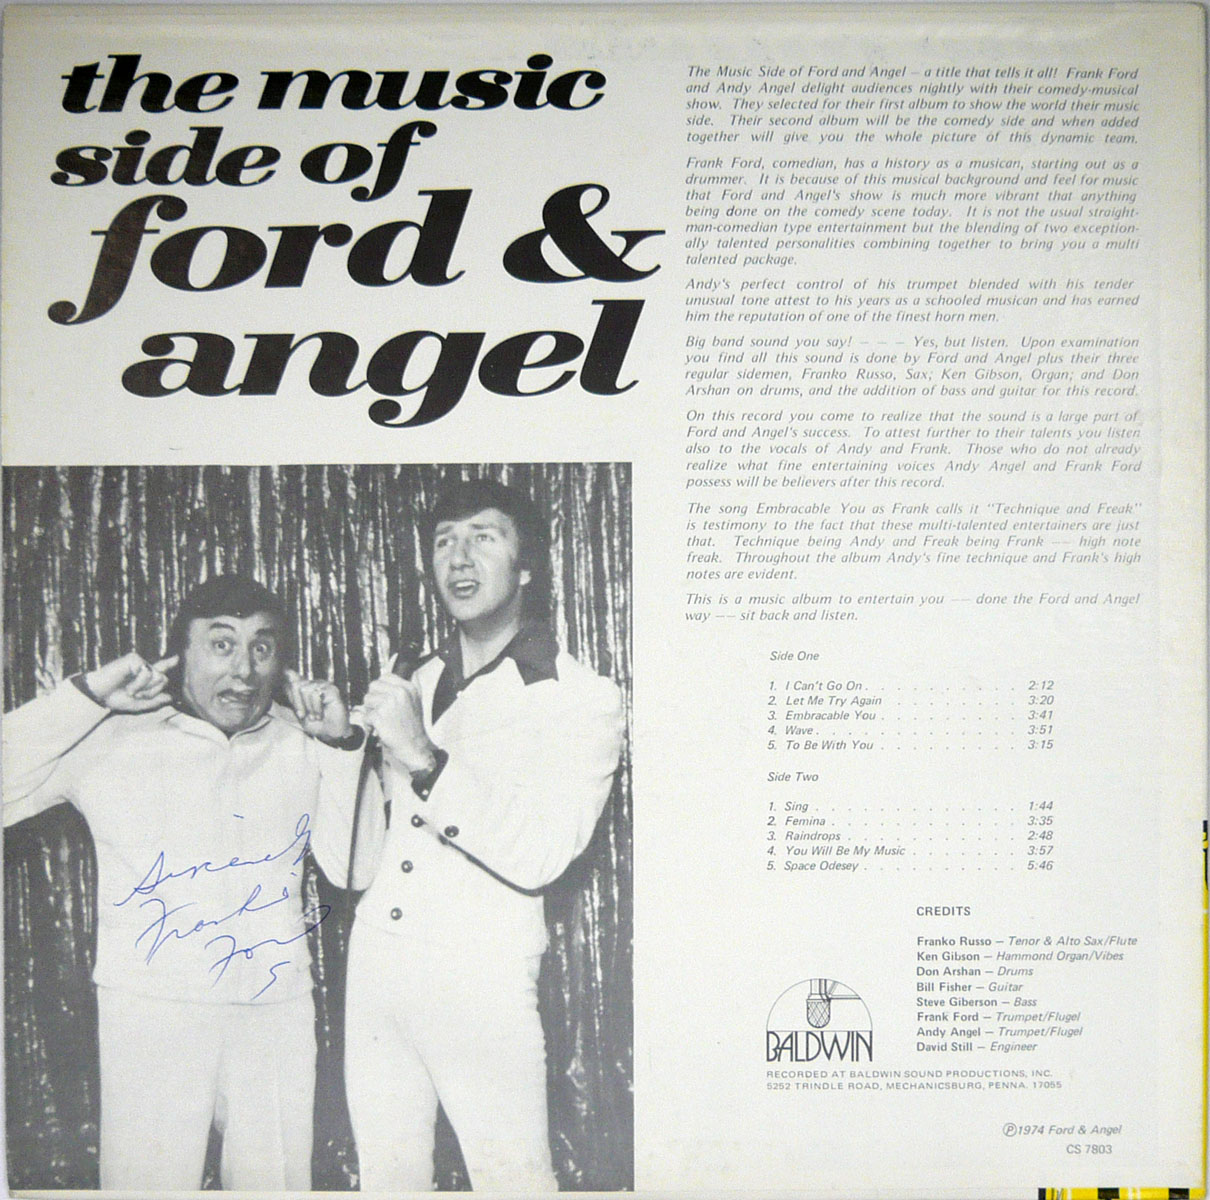 the music
side of
ford &
angel
The Music Side of Ford and Angel — a title that tells it all!  Frank Ford
and Andy Angel delight audiences nightly with their comedy-musical
show.  They selected for their first album to show the world their music
side.  Their second album will be the comedy side and when added
together will give you the whole picture of this dynamic team.
Frank Ford, comedian, has a history as a musican, starting out as a
drummer.  It is because of this musical background and feel for music
that Ford and Angel's show is much more vibrant that anything
being done on the comedy scene today.  It is not the usual straight-
man-comedian type entertainment but the blending of two exception-
ally talented personalities combining together to bring you a multi
talented package.
Andy's perfect control of his trumpet blended with his tender
unusual tone attest to his years as a schooled musican and has earned
him the reputation of one of the finest horn men.
Big band sound you say! — — — Yes, but listen.  Upon examination
you find all this sound is done by Ford and Angel plus their three
regular sidemen, Franko Russo, Sax; Ken Gibson, Organ; and Don
Arshan on drums, and the addition of bass and guitar for this record.
On this record you come to realize that the sound is a large part of
Ford and Angel's success.  To attest further to their talents you listen
also to the vocals of Andy and Frank.  Those who do not already
realize what fine entertaining voices Andy Angel and Frank Ford
possess will be believers after this record.
The song Embracable You as Frank calls it "Technique and Freak"
is testimony to the fact that these multi-talented entertainers are just
that.  Technique being Andy and Freak being Frank —— high note
freak.  Throughout the album Andy's fine technique and Frank's high
notes are evident.
This is a music album to entertain you —— done the Ford and Angel
way —— sit back and listen.
Side One
1. I Can't Go On . . . . . . . . . . 2:12
2. Let Me Try Again . . . . . . . . 3:20
3. Embracable You . . . . . . . . . 3:41
4. Wave . . . . . . . . . . . . . 3:51
5. To Be With You . . . . . . . . . 3:15
Side Two
1. Sing . . . . . . . . . . . . . 1:44
2. Femina . . . . . . . . . . . . 3:35
3. Raindrops . . . . . . . . . . . 2:48
4. You Will Be My Music . . . . . . . 3:57
5. Space Odesey . . . . . . . . . . 5:46
CREDITS
Franko Russo — Tenor & Alto Sax/Flute
Ken Gibson — Hammond Organ/Vibes
Don Arshan — Drums
Bill Fisher — Guitar
Steve Giberson — Bass
Frank Ford — Trumpet/Flugel
Andy Angel — Trumpet/Flugel
David Still — Engineer
BALDWIN
RECORDED AT BALDWIN SOUND PRODUCTIONS, INC.
5252 TRINDLE ROAD, MECHANICSBURG, PENNA. 17055
Ⓟ1974 Ford & Angel
CS 7803
Sincerely
Frankie
Ford